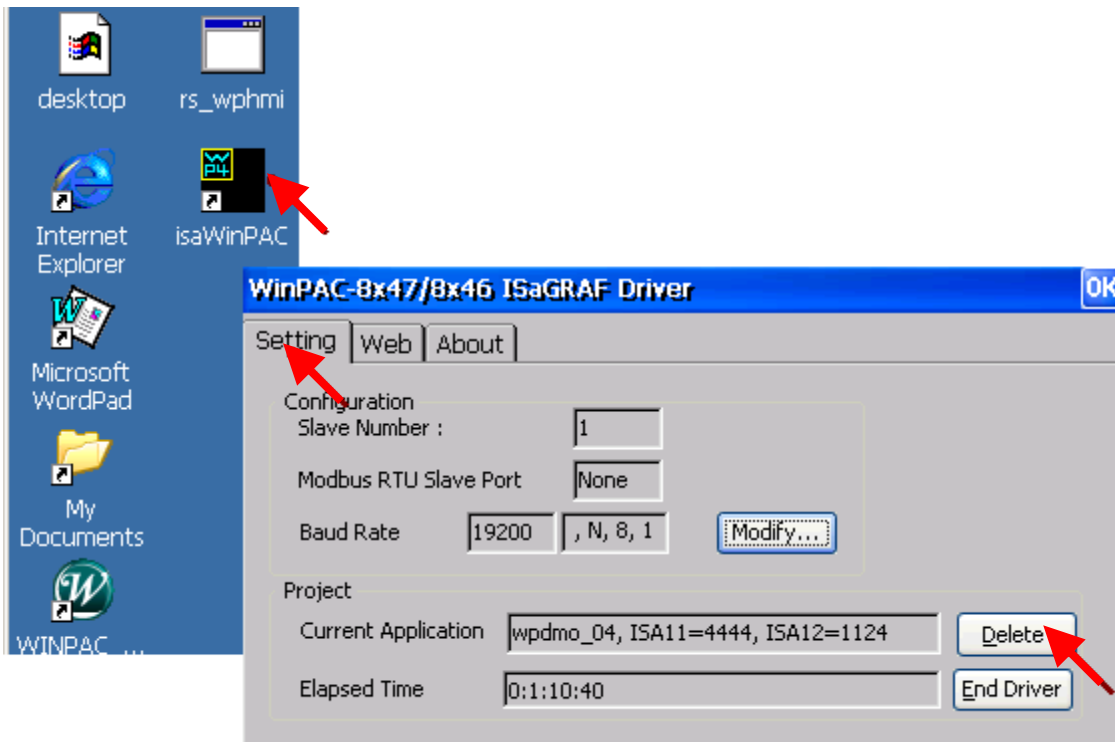 desktop
rs_wphmi
WP4
Internet
Explorer
isaWinPAC
WinPAC-8x47/8x46 ISaGRAF Driver
OK
Setting
Web
About
Microsoft
WordPad
Configuration
Slave Number :
1
Modbus RTU Slave Port
None
Baud Rate
19200
, N, 8, 1
Modify...
My
Documents
Project
Current Application
wpdmo_04, ISA11=4444, ISA12=1124
Delete
WINPAC ...
Elapsed Time
0:1:10:40
End Driver